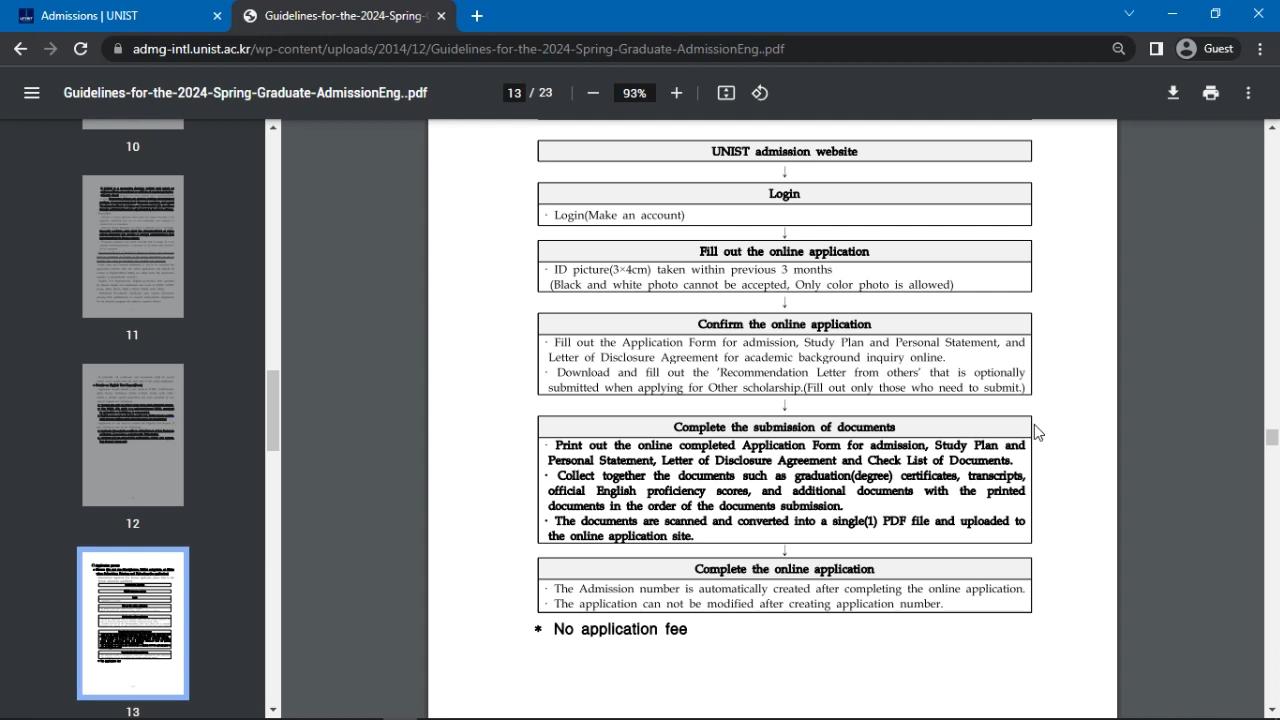 Admissions | UNIST
Guidelines-for-the-2024-Spring-G
admg-intl.unist.ac.kr/wp-content/uploads/2014/12/Guidelines-for-the-2024-Spring-Graduate-AdmissionEng..pdf
Guest
Guidelines-for-the-2024-Spring-Graduate-AdmissionEng..pdf
13 / 23
93%
10
11
12
13
UNIST admission website
↓
Login
· Login(Make an account)
↓
Fill out the online application
· ID picture(3×4cm) taken within previous 3 months
(Black and white photo cannot be accepted, Only color photo is allowed)
↓
Confirm the online application
· Fill out the Application Form for admission, Study Plan and Personal Statement, and
Letter of Disclosure Agreement for academic background inquiry online.
· Download and fill out the 'Recommendation Letter from others' that is optionally
submitted when applying for Other scholarship.(Fill out only those who need to submit.)
↓
Complete the submission of documents
· Print out the online completed Application Form for admission, Study Plan and
Personal Statement, Letter of Disclosure Agreement and Check List of Documents.
· Collect together the documents such as graduation(degree) certificates, transcripts,
official English proficiency scores, and additional documents with the printed
documents in the order of the documents submission.
· The documents are scanned and converted into a single(1) PDF file and uploaded to
the online application site.
↓
Complete the online application
· The Admission number is automatically created after completing the online application.
· The application can not be modified after creating application number.
* No application fee